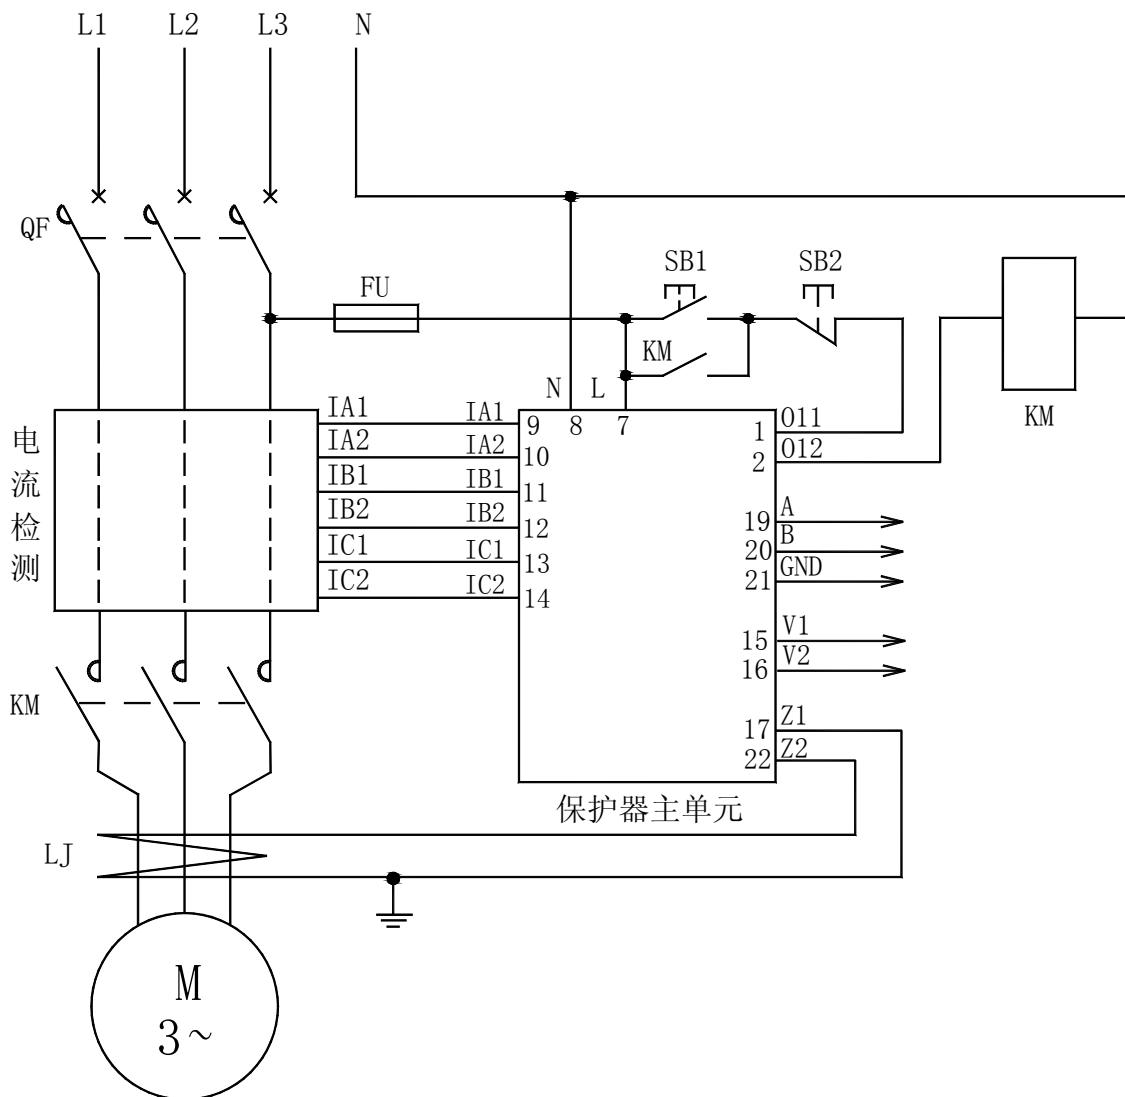 L1 L2 L3 N
QF
SB1 SB2
FU
KM
N L
KM
IA1 IA1 9 8 7 1 O11
IA2 IA2 10 2 O12
IB1 IB1 11
IB2 IB2 12 19 A
IC1 IC1 13 20 B
IC2 IC2 14 21 GND
电流检测
15 V1
16 V2
KM
17 Z1
22 Z2
保护器主单元
LJ
M
3~